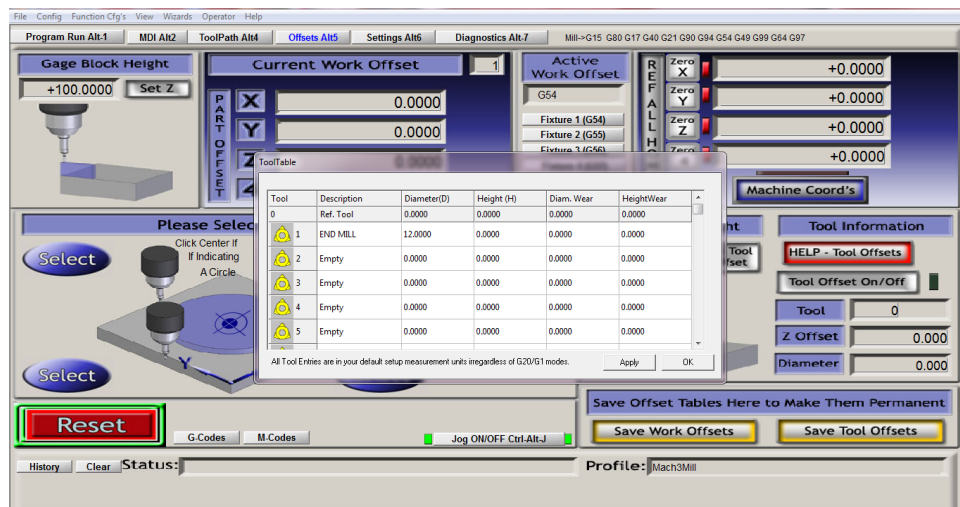 File Config Function Cfg's View Wizards Operator Help
Program Run Alt-1 MDI Alt2 ToolPath Alt4 Offsets Alt5 Settings Alt6 Diagnostics Alt-7 Mill->G15 G80 G17 G40 G21 G90 G94 G54 G49 G99 G64 G97
Gage Block Height
+100.0000 Set Z
Current Work Offset 1
PART OFFSET
X 0.0000
Y 0.0000
Z
4
Active Work Offset
G54
Fixture 1 (G54)
Fixture 2 (G55)
Fixture 3 (G56)
REF ALL H
Zero X +0.0000
Zero Y +0.0000
Zero Z +0.0000
Zero +0.0000
Machine Coord's
ToolTable
Tool Description Diameter(D) Height (H) Diam. Wear HeightWear
0 Ref. Tool 0.0000 0.0000 0.0000 0.0000
1 END MILL 12.0000 0.0000 0.0000 0.0000
2 Empty 0.0000 0.0000 0.0000 0.0000
3 Empty 0.0000 0.0000 0.0000 0.0000
4 Empty 0.0000 0.0000 0.0000 0.0000
5 Empty 0.0000 0.0000 0.0000 0.0000
All Tool Entries are in your default setup measurement units irregardless of G20/G1 modes. Apply OK
Please Selec
Select
Click Center If
If Indicating
A Circle
Y
Select
ht
Tool
fset
Tool Information
HELP - Tool Offsets
Tool Offset On/Off
Tool 0
Z Offset 0.000
Diameter 0.000
Reset
G-Codes M-Codes Jog ON/OFF Ctrl-Alt-J
Save Offset Tables Here to Make Them Permanent
Save Work Offsets Save Tool Offsets
History Clear Status: Profile: Mach3Mill